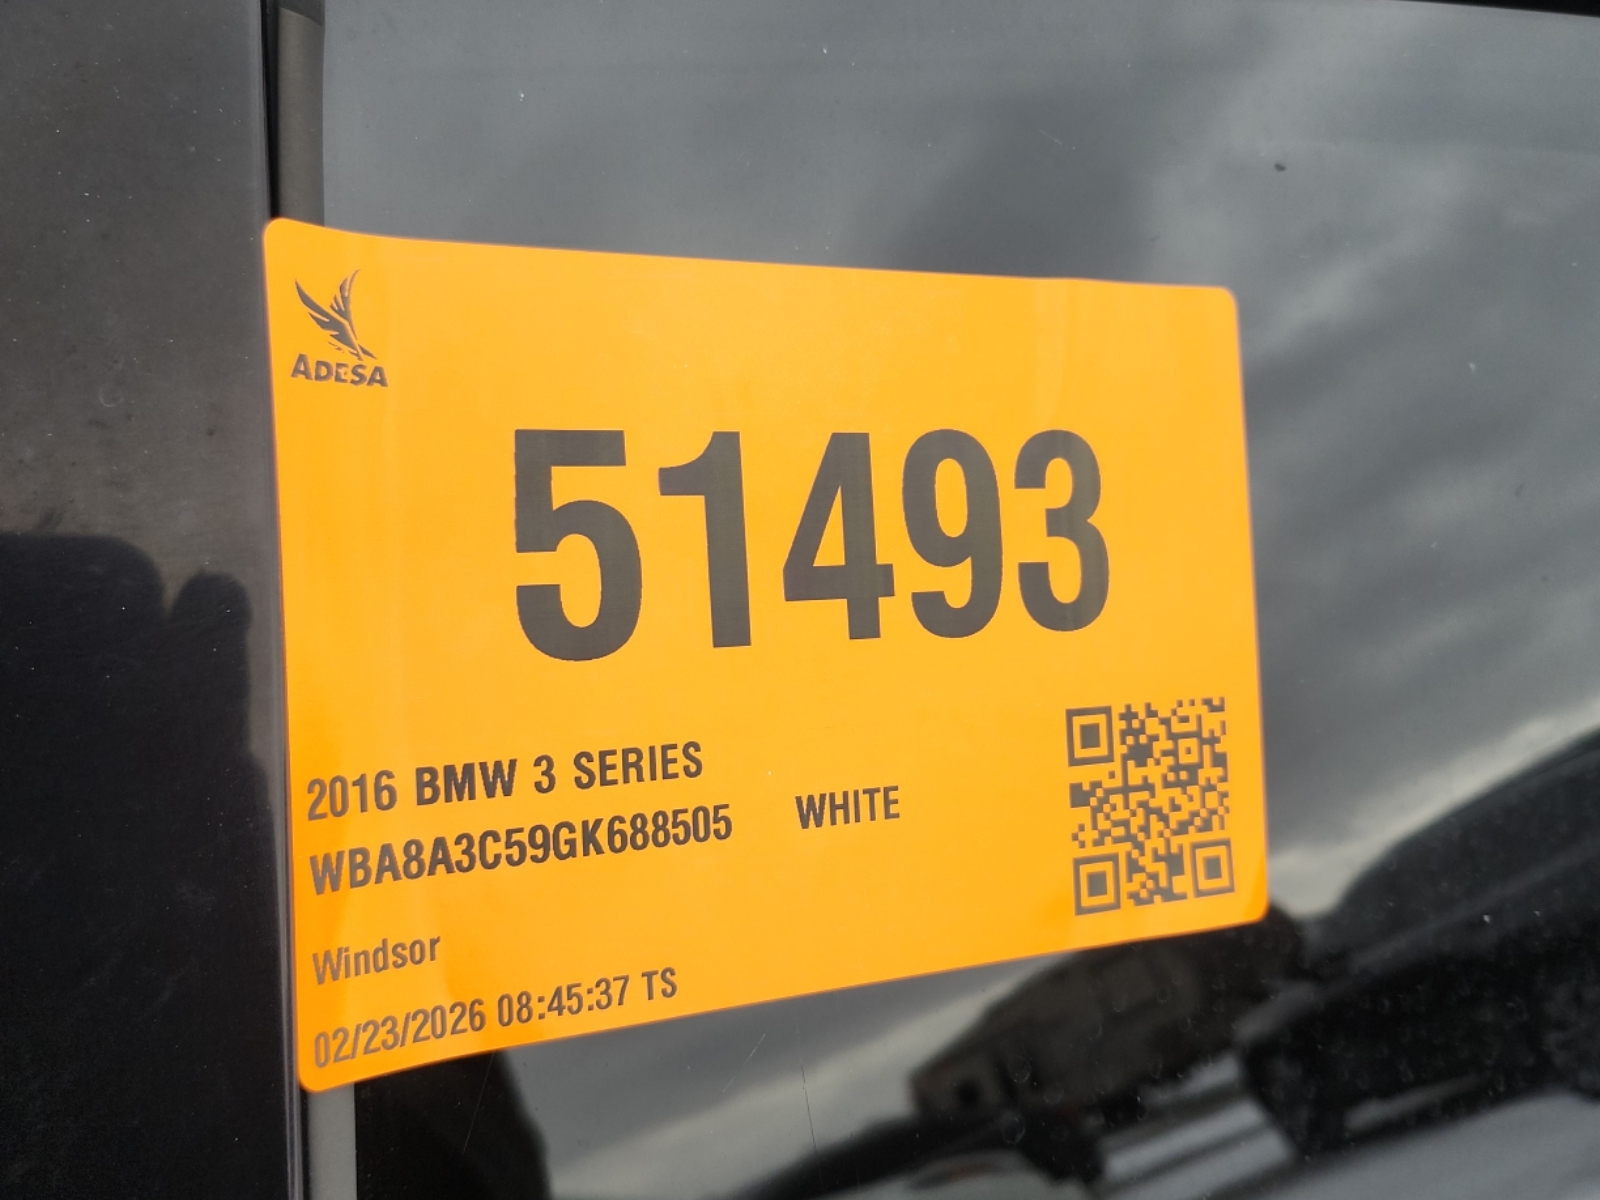 ADESA
51493
2016 BMW 3 SERIES
WBA8A3C59GK688505 WHITE
Windsor
02/23/2026 08:45:37 TS